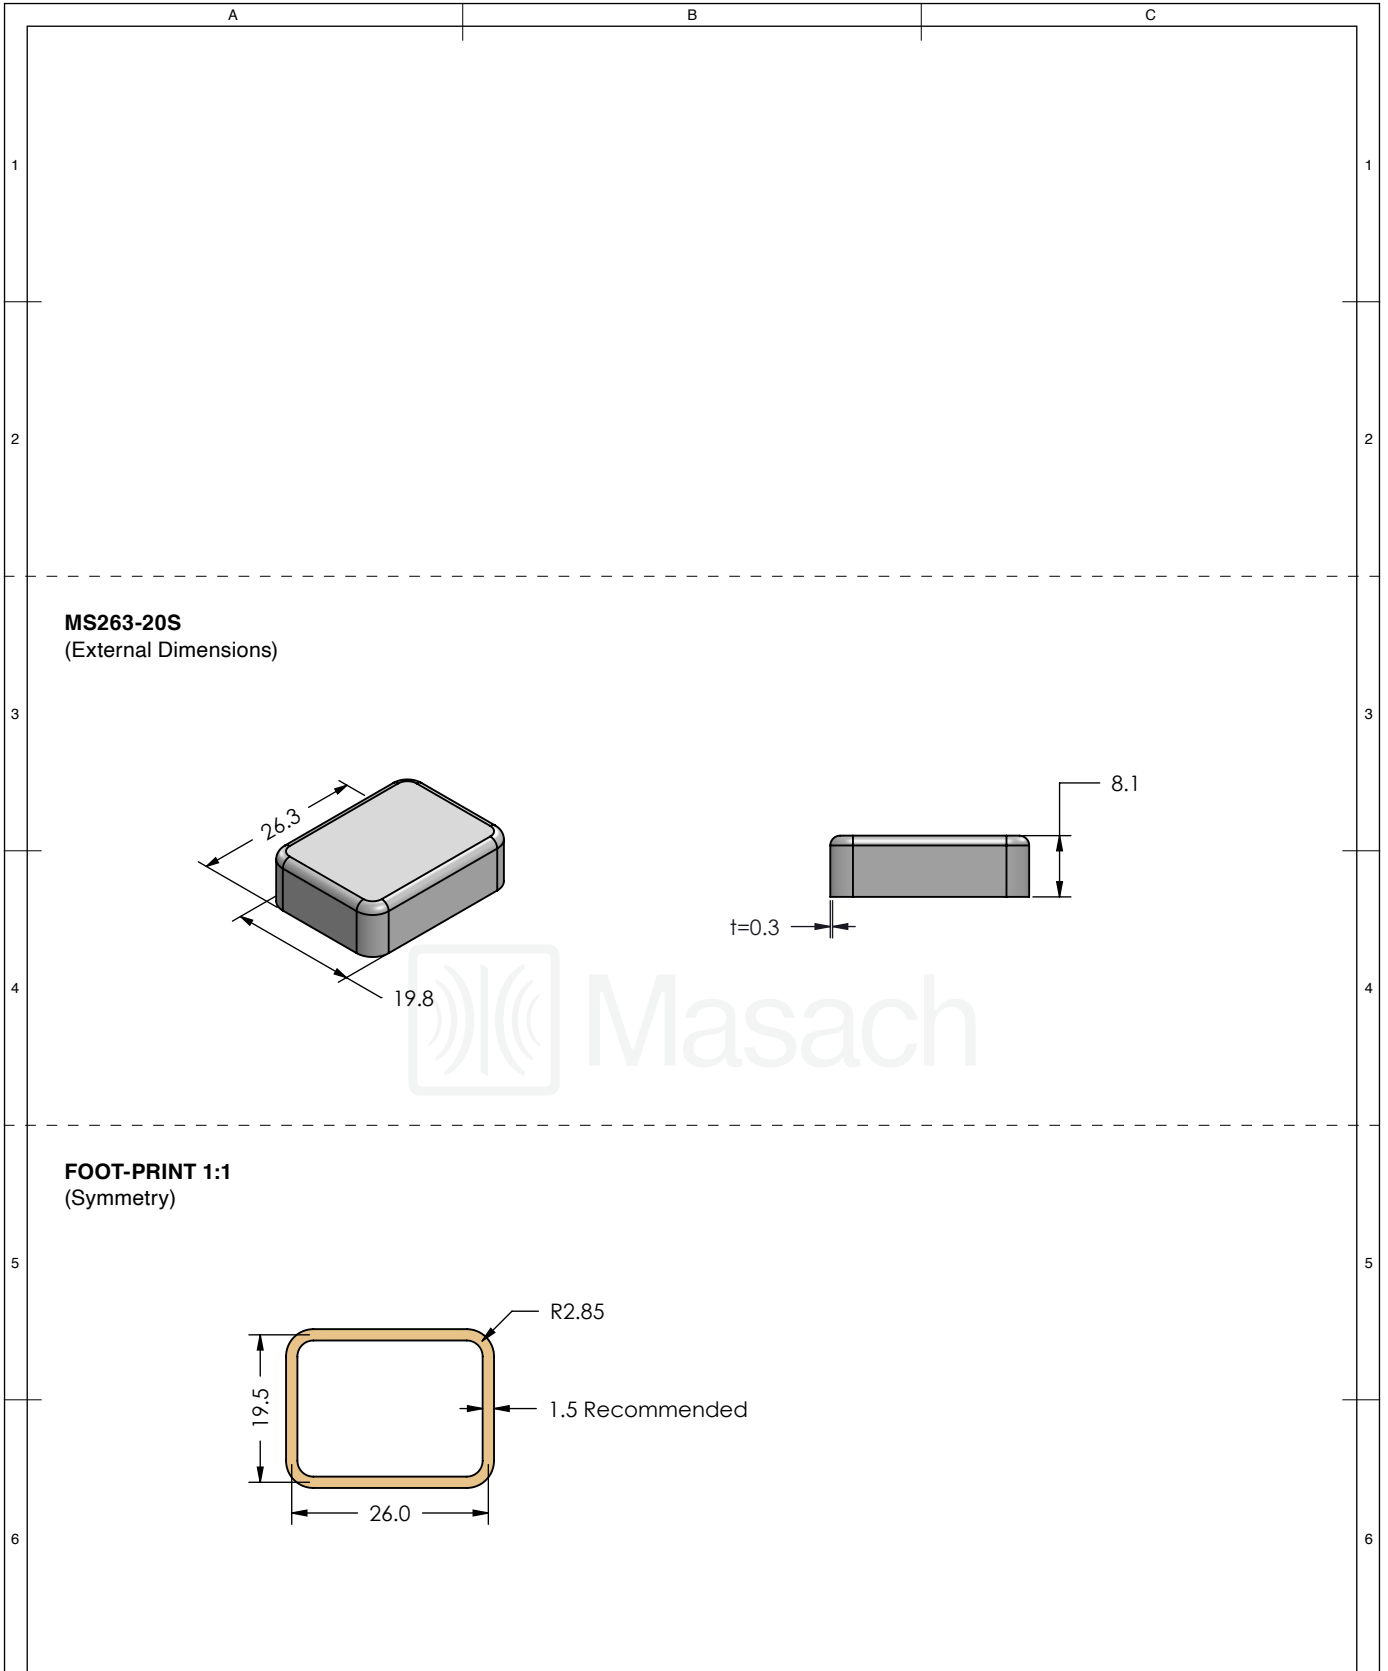 A B C
1 1
2 2
MS263-20S
(External Dimensions)
3 3
26.3
8.1
t=0.3
19.8
4 4
Masach
FOOT-PRINT 1:1
(Symmetry)
5 5
R2.85
19.5
1.5 Recommended
26.0
6 6